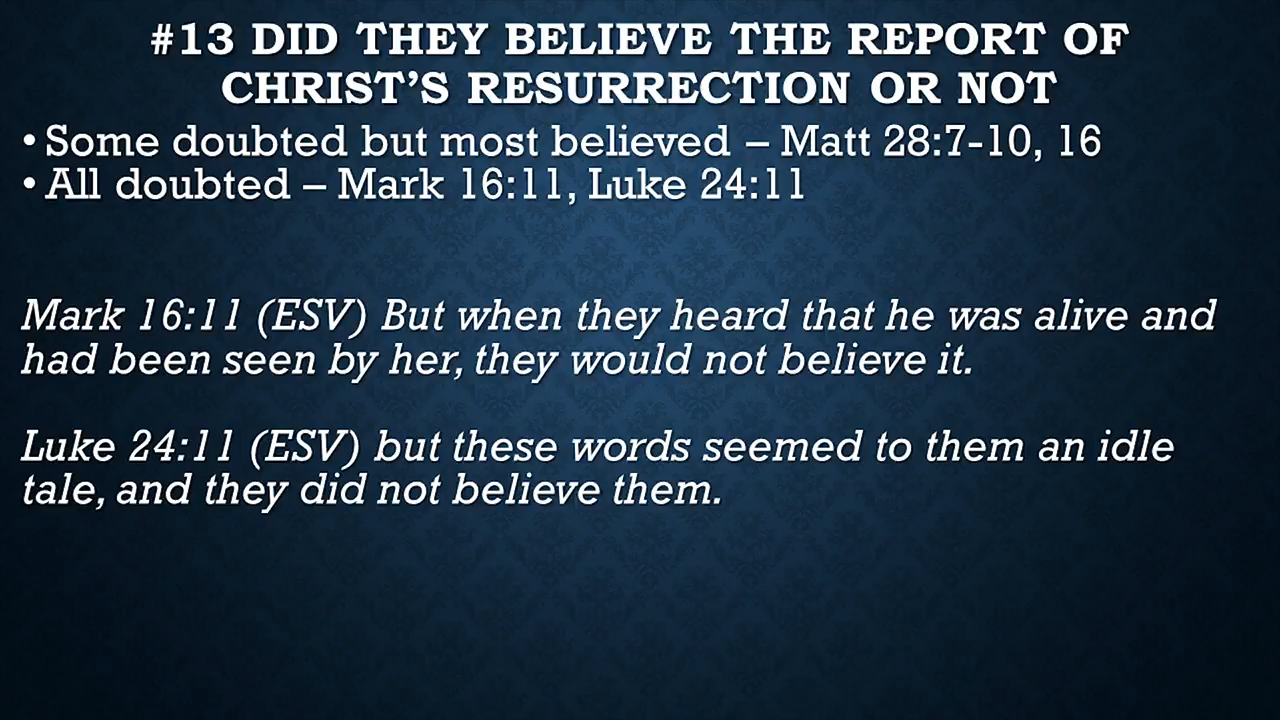 #13 DID THEY BELIEVE THE REPORT OF
CHRIST'S RESURRECTION OR NOT
• Some doubted but most believed – Matt 28:7-10, 16
• All doubted – Mark 16:11, Luke 24:11
Mark 16:11 (ESV) But when they heard that he was alive and
had been seen by her, they would not believe it.
Luke 24:11 (ESV) but these words seemed to them an idle
tale, and they did not believe them.